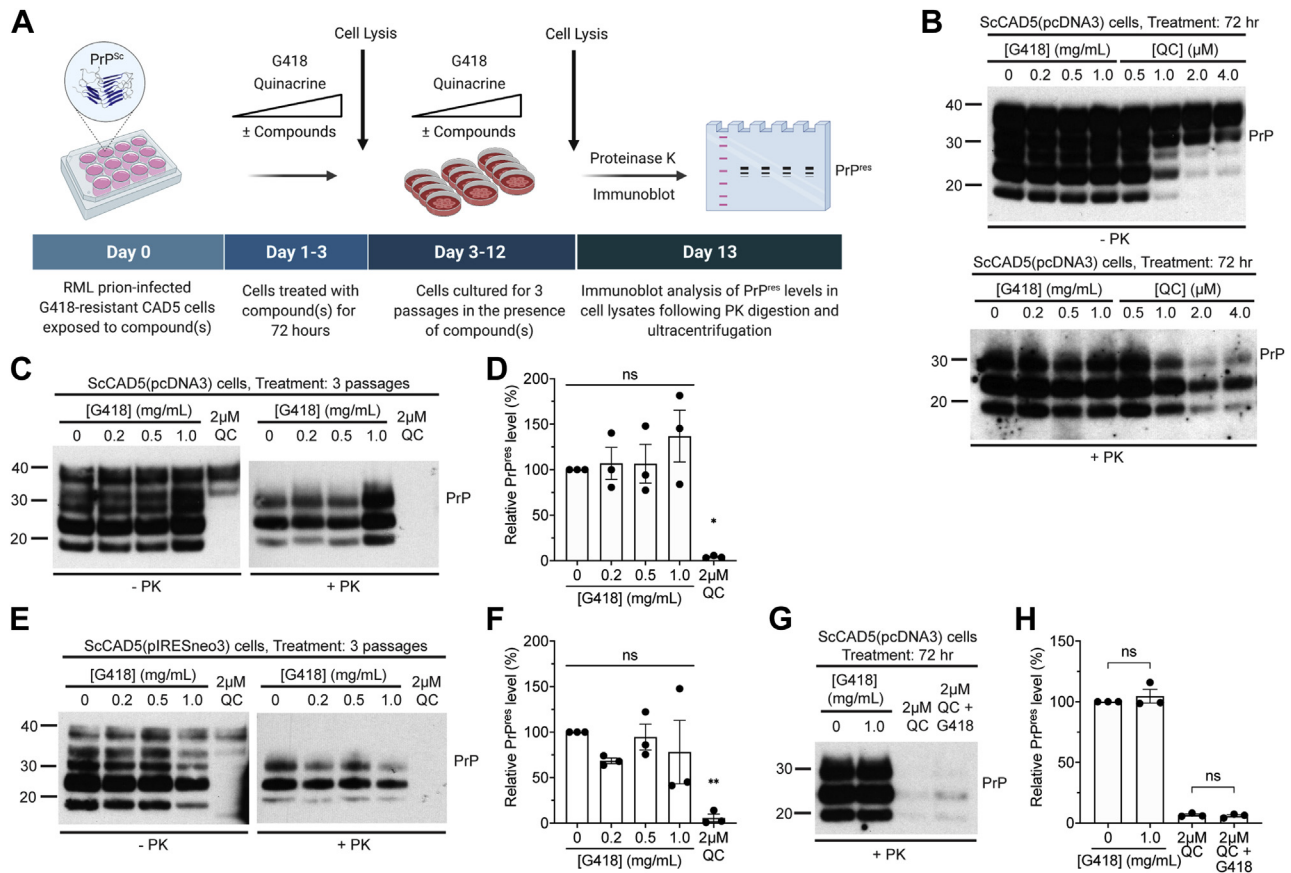 A
PrP^Sc
G418
Quinacrine
± Compounds
Cell Lysis
G418
Quinacrine
± Compounds
Cell Lysis
Proteinase K
Immunoblot
PrP^res
Day 0
Day 1-3
Day 3-12
Day 13
RML prion-infected
G418-resistant CAD5 cells
exposed to compound(s)
Cells treated with
compound(s) for
72 hours
Cells cultured for 3
passages in the presence
of compound(s)
Immunoblot analysis of PrP^res levels in
cell lysates following PK digestion and
ultracentrifugation
B
ScCAD5(pcDNA3) cells, Treatment: 72 hr
[G418] (mg/mL) [QC] (µM)
0 0.2 0.5 1.0 0.5 1.0 2.0 4.0
40
30
20
PrP
- PK
ScCAD5(pcDNA3) cells, Treatment: 72 hr
[G418] (mg/mL) [QC] (µM)
0 0.2 0.5 1.0 0.5 1.0 2.0 4.0
30
20
PrP
+ PK
C
ScCAD5(pcDNA3) cells, Treatment: 3 passages
[G418] (mg/mL) 2µM QC [G418] (mg/mL) 2µM QC
0 0.2 0.5 1.0 0 0.2 0.5 1.0
40
30
20
PrP
- PK + PK
D
Relative PrP^res level (%)
200
150
100
50
0
ns
*
0 0.2 0.5 1.0 2µM QC
[G418] (mg/mL)
E
ScCAD5(pIRESneo3) cells, Treatment: 3 passages
[G418] (mg/mL) 2µM QC [G418] (mg/mL) 2µM QC
0 0.2 0.5 1.0 0 0.2 0.5 1.0
40
30
20
PrP
- PK + PK
F
Relative PrP^res level (%)
200
150
100
50
0
ns
**
0 0.2 0.5 1.0 2µM QC
[G418] (mg/mL)
G
ScCAD5(pcDNA3) cells
Treatment: 72 hr
[G418] (mg/mL)
0 1.0
2µM QC
2µM QC + G418
30
20
PrP
+ PK
H
Relative PrP^res level (%)
150
100
50
0
ns
ns
0 1.0 2µM QC 2µM QC + G418
[G418] (mg/mL)